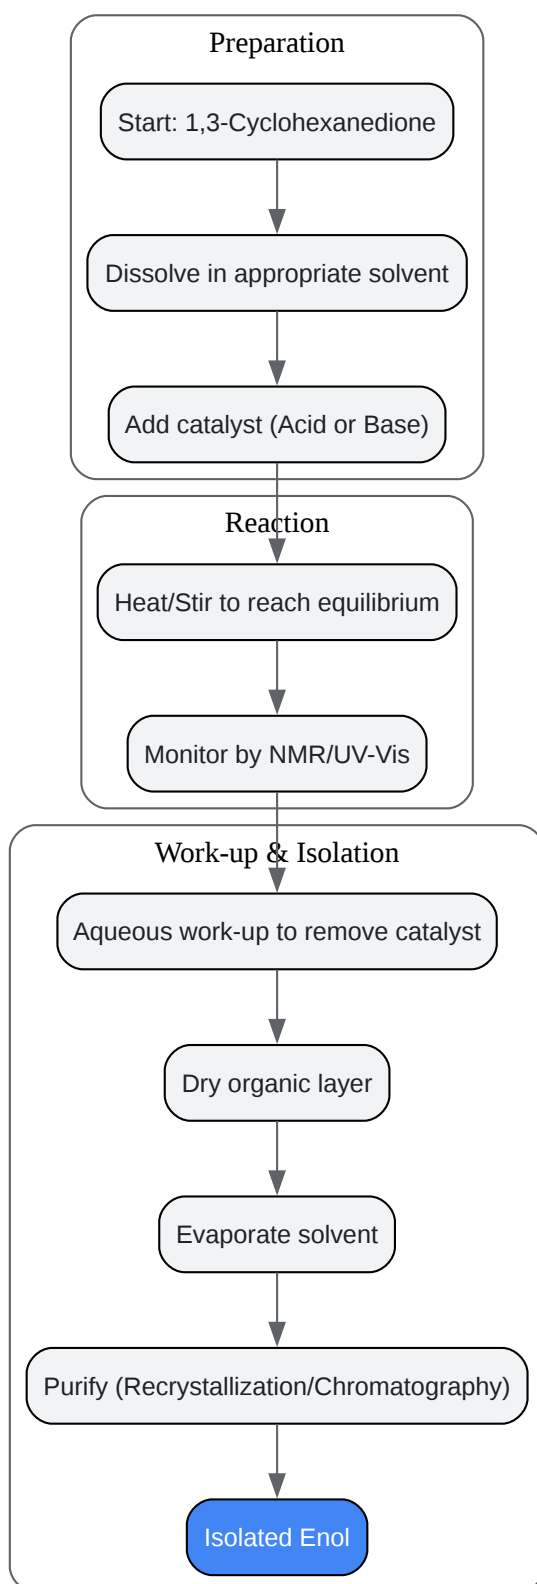 Preparation
Start: 1,3-Cyclohexanedione
Dissolve in appropriate solvent
Add catalyst (Acid or Base)
Reaction
Heat/Stir to reach equilibrium
Monitor by NMR/UV-Vis
Work-up & Isolation
Aqueous work-up to remove catalyst
Dry organic layer
Evaporate solvent
Purify (Recrystallization/Chromatography)
Isolated Enol